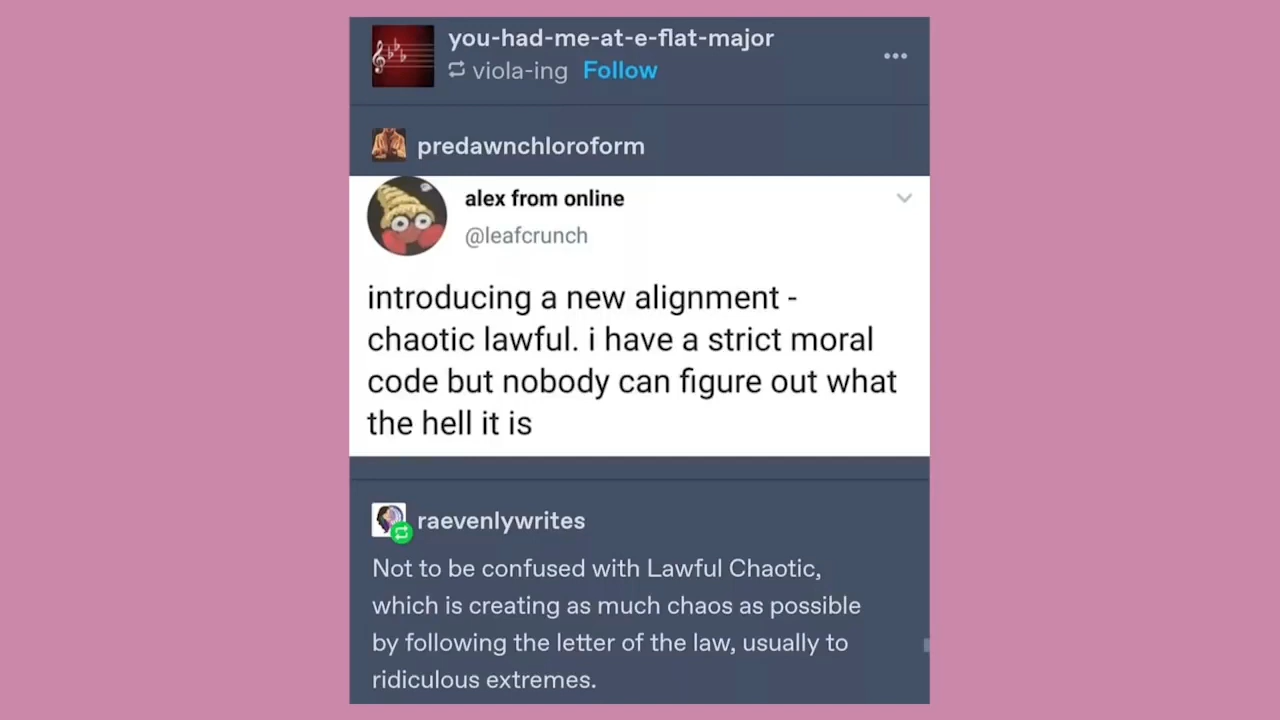 you-had-me-at-e-flat-major
viola-ing Follow
predawnchloroform
alex from online
@leafcrunch
introducing a new alignment -
chaotic lawful. i have a strict moral
code but nobody can figure out what
the hell it is
raevenlywrites
Not to be confused with Lawful Chaotic,
which is creating as much chaos as possible
by following the letter of the law, usually to
ridiculous extremes.